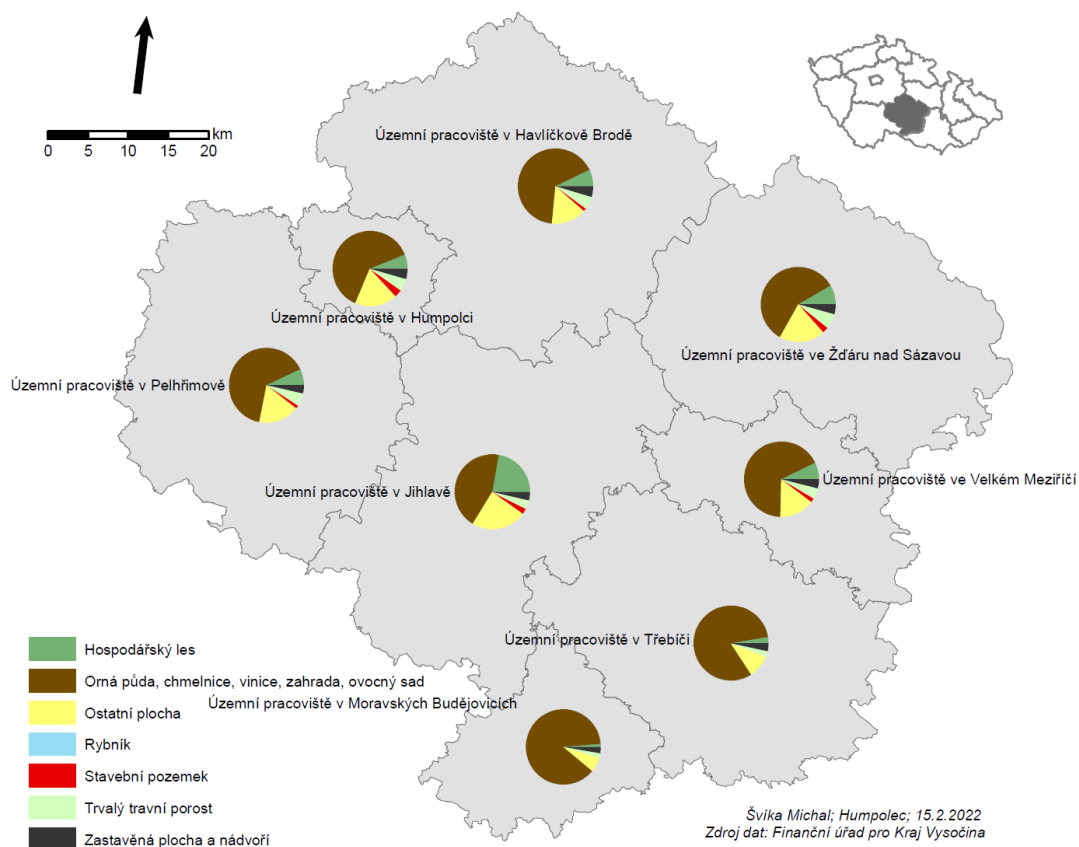 km
0 5 10 15 20
Územní pracoviště v Havlíčkově Brodě
Územní pracoviště v Humpolci
Územní pracoviště ve Žďáru nad Sázavou
Územní pracoviště v Pelhřimově
Územní pracoviště v Jihlavě
Územní pracoviště ve Velkém Meziříčí
Územní pracoviště v Třebíči
Územní pracoviště v Moravských Budějovicích
Hospodářský les
Orná půda, chmelnice, vinice, zahrada, ovocný sad
Ostatní plocha
Rybník
Stavební pozemek
Trvalý travní porost
Zastavěná plocha a nádvoří
Švíka Michal; Humpolec; 15.2.2022
Zdroj dat: Finanční úřad pro Kraj Vysočina